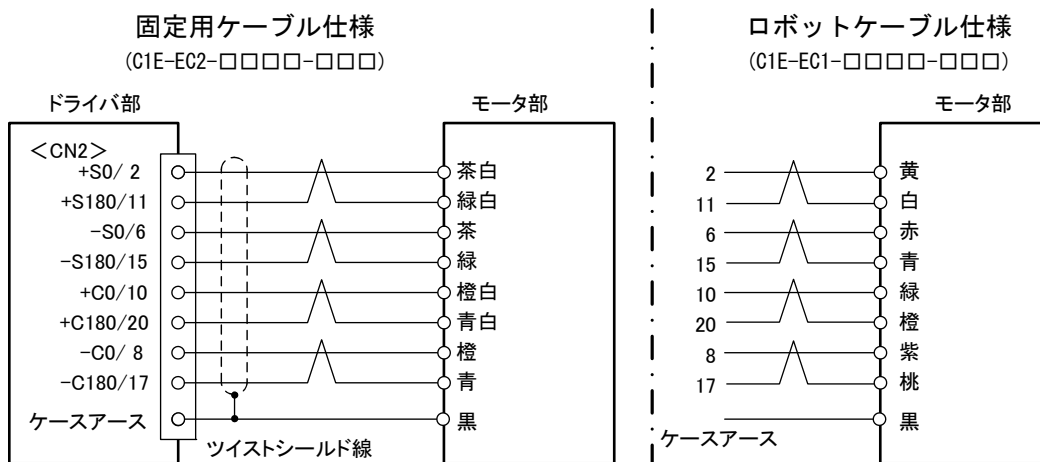 固定用ケーブル仕様
(C1E-EC2-□□□□-□□□)
ドライバ部
モータ部
<CN2>
+S0/ 2
茶白
+S180/11
緑白
-S0/6
茶
-S180/15
緑
+C0/10
橙白
+C180/20
青白
-C0/ 8
橙
-C180/17
青
ケースアース
黒
ツイストシールド線
ロボットケーブル仕様
(C1E-EC1-□□□□-□□□)
モータ部
2
黄
11
白
6
赤
15
青
10
緑
20
橙
8
紫
17
桃
黒
ケースアース